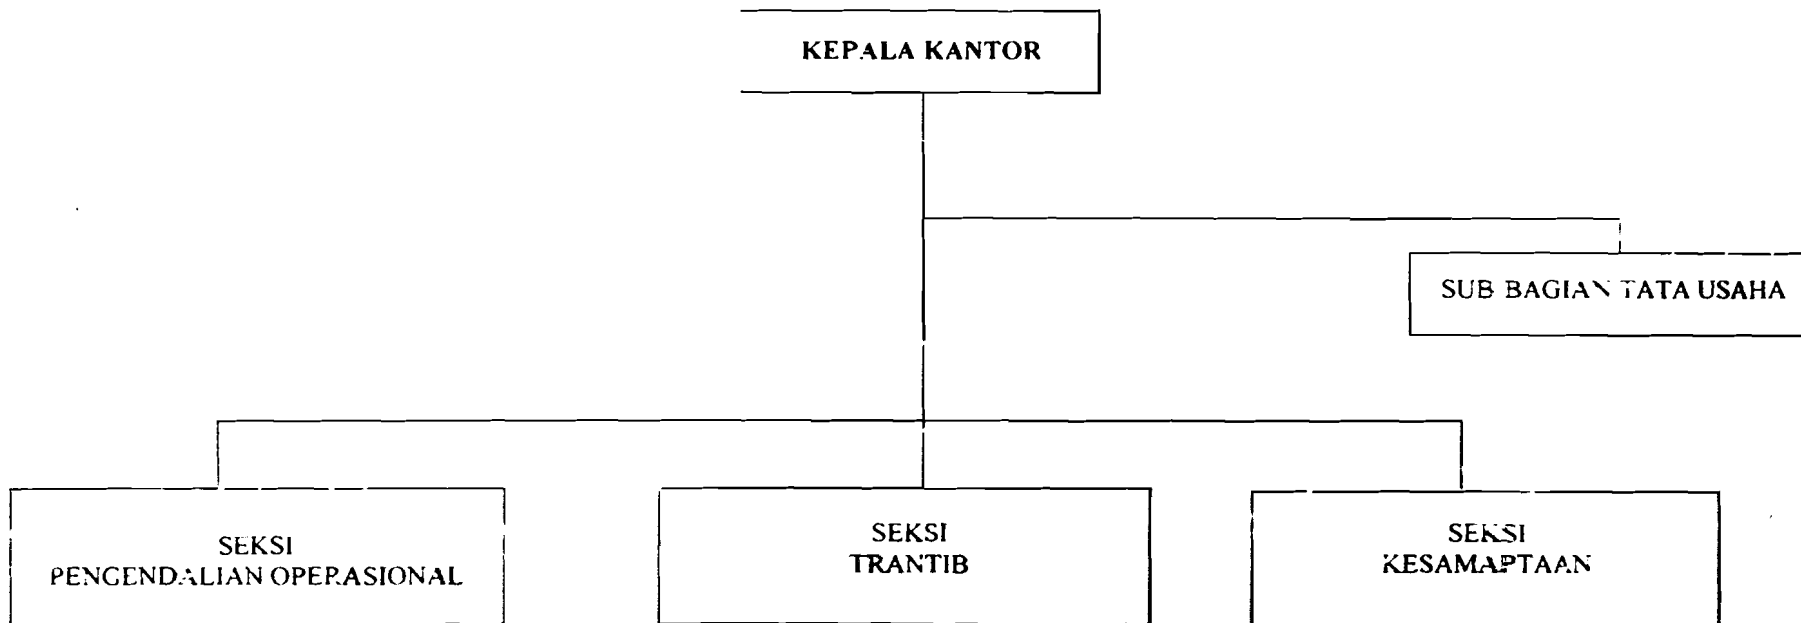 KEPALA KANTOR
SUB BAGIAN TATA USAHA
SEKSI
PENGENDALIAN OPERASIONAL
SEKSI
TRANTIB
SEKSI
KESAMAPTAAN